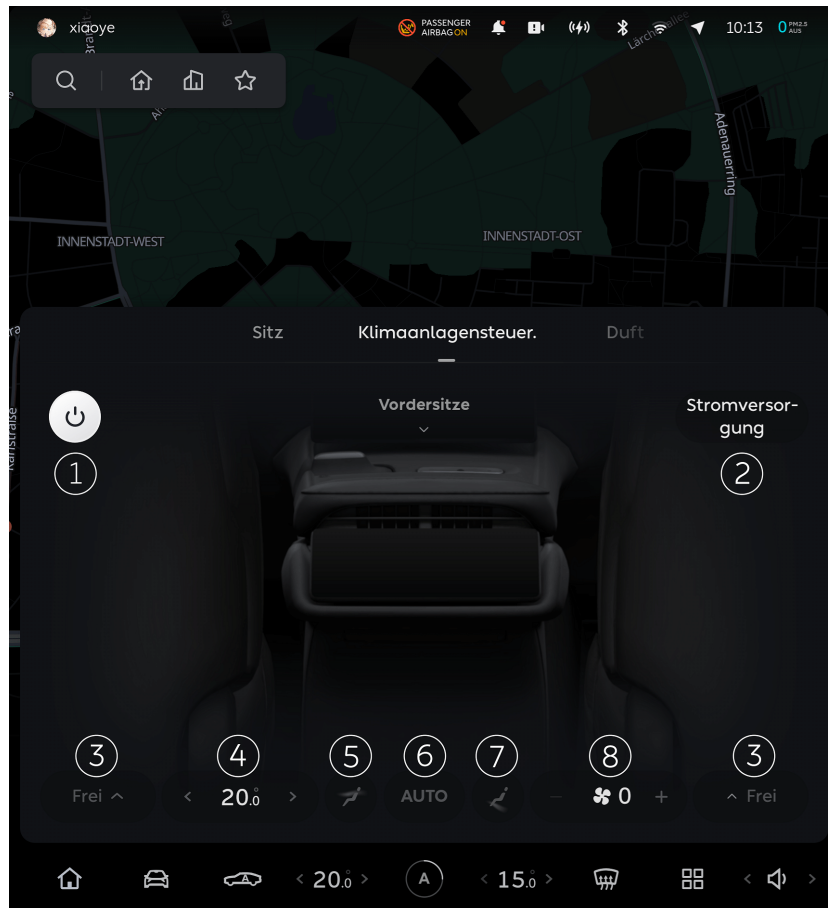 xiaoye
PASSENGER
AIRBAG ON
10:13
0 PM2.5
AUS
Adenauerring
INNENSTADT-WEST
INNENSTADT-OST
Sitz
Klimaanlagensteuer.
Duft
Vordersitze
Stromversor-
gung
1
2
3
4
5
6
7
8
3
Frei
20.0°
AUTO
0
Frei
20.0°
A
15.0°